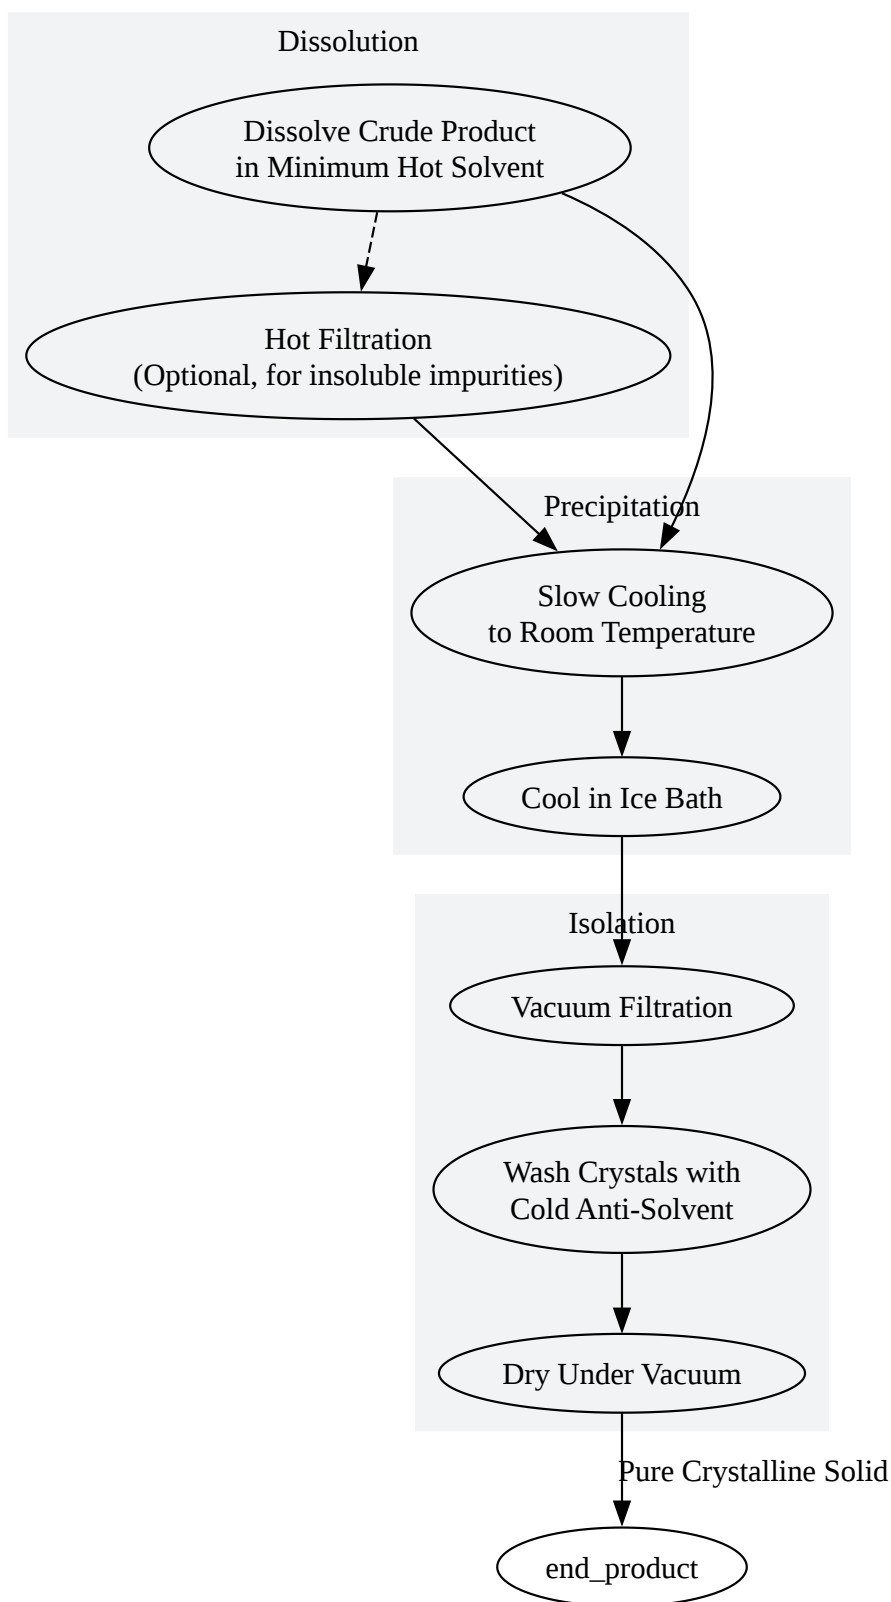 Dissolution
Dissolve Crude Product
in Minimum Hot Solvent
Hot Filtration
(Optional, for insoluble impurities)
Precipitation
Slow Cooling
to Room Temperature
Cool in Ice Bath
Isolation
Vacuum Filtration
Wash Crystals with
Cold Anti-Solvent
Dry Under Vacuum
Pure Crystalline Solid
end_product